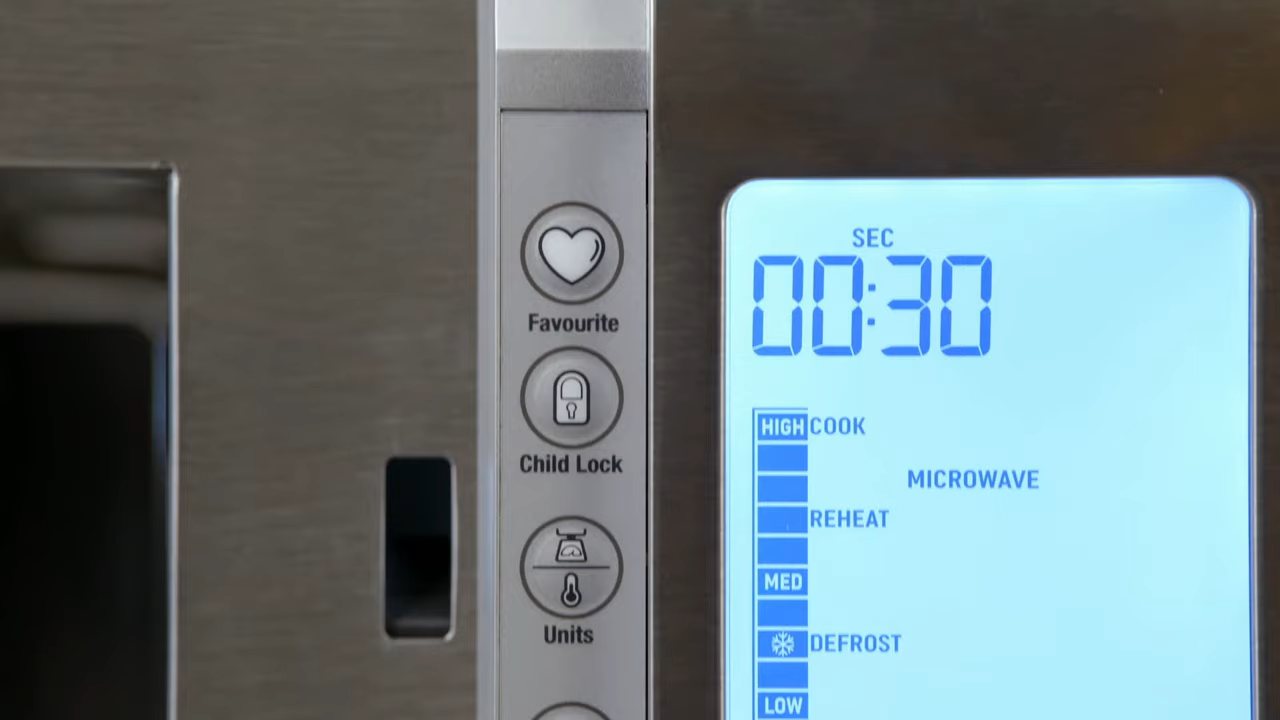 Favourite
Child Lock
Units
SEC
00:30
HIGH COOK
MICROWAVE
REHEAT
MED
DEFROST
LOW